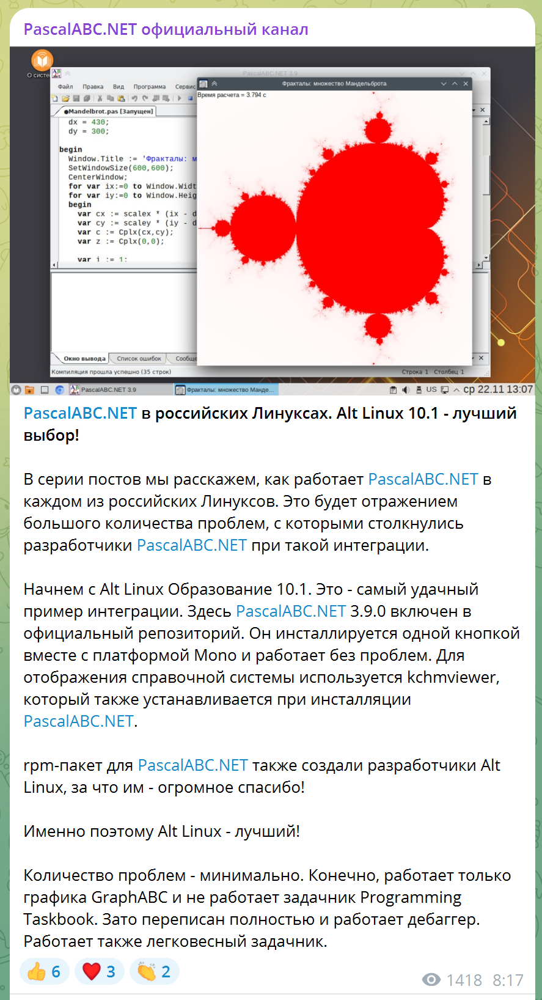 PascalABC.NET официальный канал
О систе
PascalABC.NET 3.9
Файл Правка Вид Программа Сервис
Фракталы: множество Мандельброта
Время расчета = 3.794 с
●Mandelbrot.pas [Запущен]
dx = 430;
dy = 300;
begin
Window.Title := 'Фракталы: м
SetWindowSize(600,600);
CenterWindow;
for var ix:=0 to Window.Widt
for var iy:=0 to Window.Heig
begin
var cx := scalex * (ix - d
var cy := scaley * (iy - d
var c := Cplx(cx,cy);
var z := Cplx(0,0);
var i := 1;
Окно вывода Список ошибок Сообще
Компиляция прошла успешно (35 строк) Строка 1 Столбец 1
PascalABC.NET 3.9 Фракталы: множество Манде... US ср 22.11 13:07
PascalABC.NET в российских Линуксах. Alt Linux 10.1 - лучший
выбор!
В серии постов мы расскажем, как работает PascalABC.NET в
каждом из российских Линуксов. Это будет отражением
большого количества проблем, с которыми столкнулись
разработчики PascalABC.NET при такой интеграции.
Начнем с Alt Linux Образование 10.1. Это - самый удачный
пример интеграции. Здесь PascalABC.NET 3.9.0 включен в
официальный репозиторий. Он инсталлируется одной кнопкой
вместе с платформой Mono и работает без проблем. Для
отображения справочной системы используется kchmviewer,
который также устанавливается при инсталляции
PascalABC.NET.
rpm-пакет для PascalABC.NET также создали разработчики Alt
Linux, за что им - огромное спасибо!
Именно поэтому Alt Linux - лучший!
Количество проблем - минимально. Конечно, работает только
графика GraphABC и не работает задачник Programming
Taskbook. Зато переписан полностью и работает дебаггер.
Работает также легковесный задачник.
6 3 2
1418 8:17